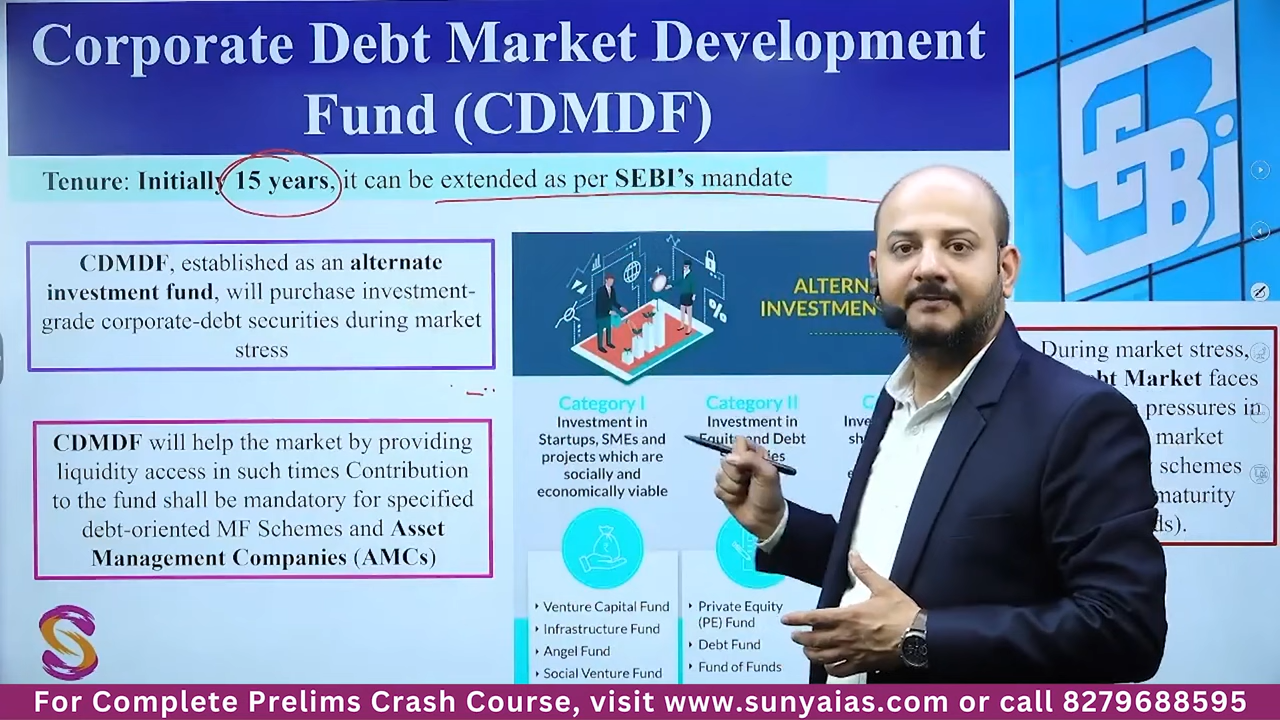 Corporate Debt Market Development
Fund (CDMDF)
SEBi
Tenure: Initially 15 years, it can be extended as per SEBI's mandate
CDMDF, established as an alternate
investment fund, will purchase investment-
grade corporate-debt securities during market
stress
CDMDF will help the market by providing
liquidity access in such times Contribution
to the fund shall be mandatory for specified
debt-oriented MF Schemes and Asset
Management Companies (AMCs)
%
Category I
Investment in
Startups, SMEs and
projects which are
socially and
economically viable
Venture Capital Fund
Infrastructure Fund
Angel Fund
Social Venture Fund
Category II
Investment in
Equity and Debt
Private Equity
(PE) Fund
Debt Fund
Fund of Funds
During market stress,
Market faces
pressures in
market
schemes
maturity
S
For Complete Prelims Crash Course, visit www.sunyaias.com or call 8279688595